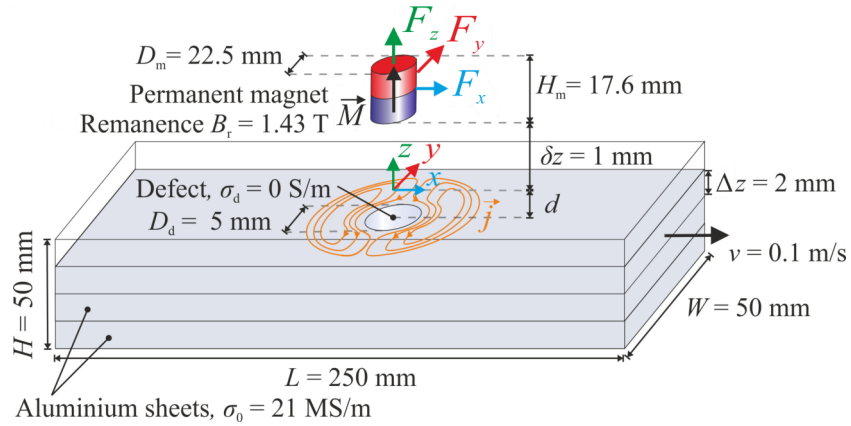 F_z
F_y
D_m = 22.5 mm
Permanent magnet
Remanence B_r = 1.43 T
M⃗
F_x
H_m = 17.6 mm
z
y
x
δz = 1 mm
Defect, σ_d = 0 S/m
D_d = 5 mm
j⃗
d
Δz = 2 mm
v = 0.1 m/s
H = 50 mm
W = 50 mm
L = 250 mm
Aluminium sheets, σ_0 = 21 MS/m